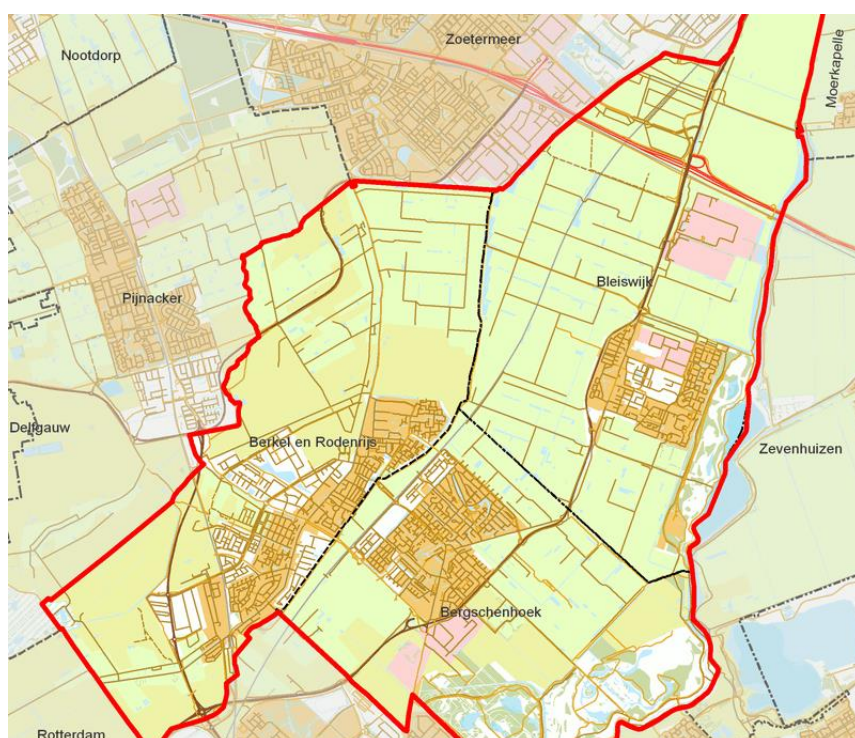 Zoetermeer
Nootdorp
Moerkapelle
Bleiswijk
Pijnacker
Delfgauw
Berkel en Rodenrijs
Zevenhuizen
Bergschenhoek
Rotterdam